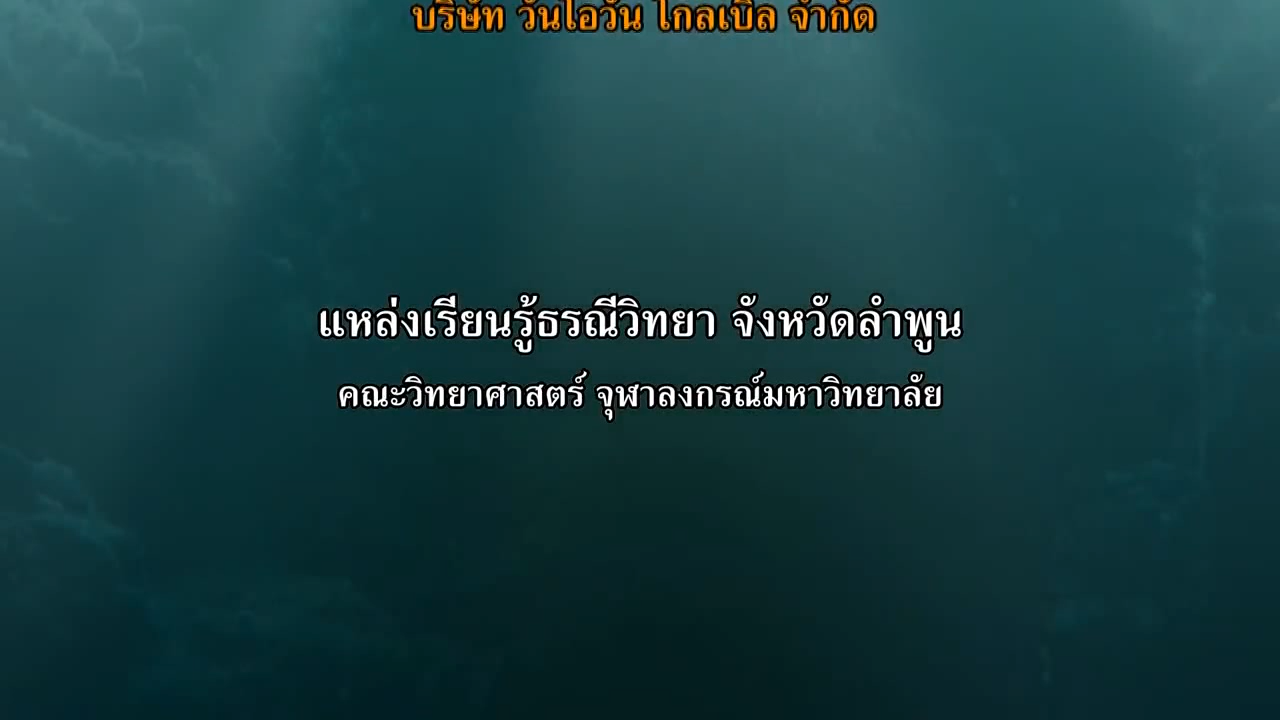 บริษัท วันโอวัน โกลเบิล จำกัด
แหล่งเรียนรู้ธรณีวิทยา จังหวัดลำพูน
คณะวิทยาศาสตร์ จุฬาลงกรณ์มหาวิทยาลัย